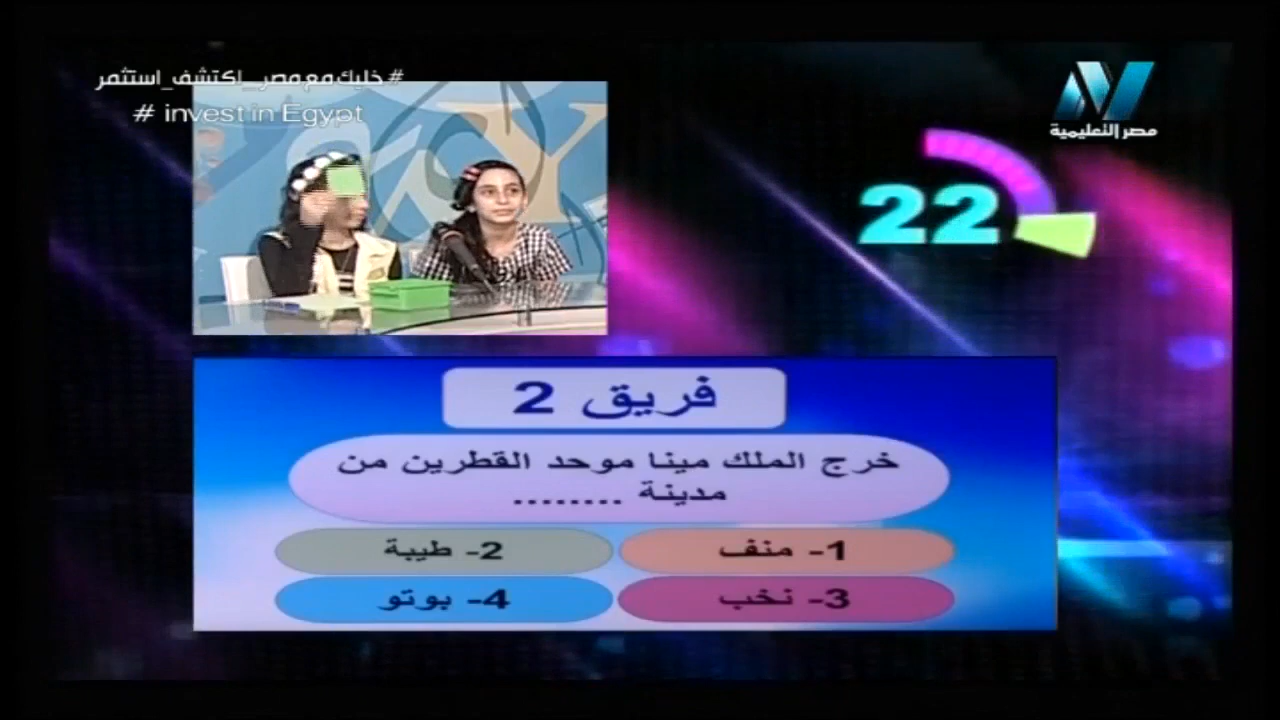 #خليك_مع_مصر_اكتشف_استثمر
# invest in Egypt
مصر التعليمية
22
فريق 2
خرج الملك مينا موحد القطرين من
مدينة ........
1- منف
2- طيبة
3- نخب
4- بوتو